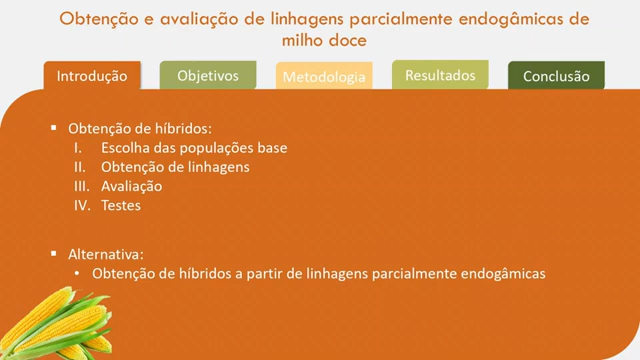 Obtenção e avaliação de linhagens parcialmente endogâmicas de
milho doce
Introdução
Objetivos
Metodologia
Resultados
Conclusão
▪ Obtenção de híbridos:
I. Escolha das populações base
II. Obtenção de linhagens
III. Avaliação
IV. Testes
▪ Alternativa:
• Obtenção de híbridos a partir de linhagens parcialmente endogâmicas